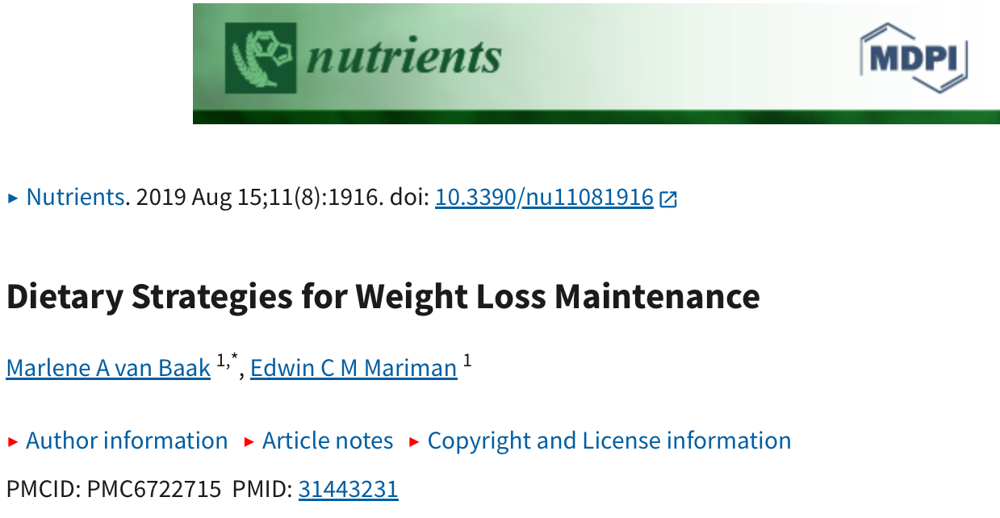 nutrients
MDPI
► Nutrients. 2019 Aug 15;11(8):1916. doi: 10.3390/nu11081916
Dietary Strategies for Weight Loss Maintenance
Marlene A van Baak 1,*, Edwin C M Mariman 1
► Author information ► Article notes ► Copyright and License information
PMCID: PMC6722715 PMID: 31443231